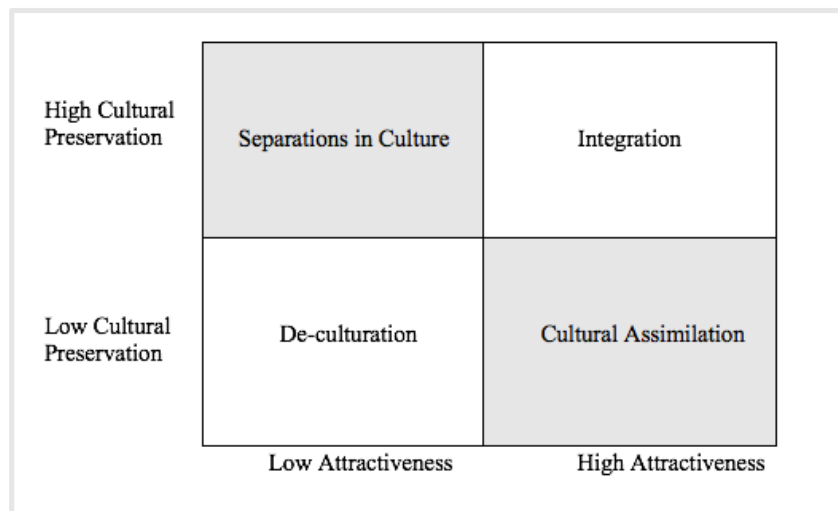 High Cultural
Preservation
Separations in Culture
Integration
Low Cultural
Preservation
De-culturation
Cultural Assimilation
Low Attractiveness
High Attractiveness